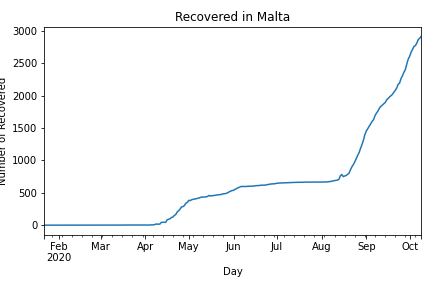 Recovered in Malta
3000
2500
2000
1500
1000
500
0
Number of Recovered
Feb Mar Apr May Jun Jul Aug Sep Oct
2020
Day